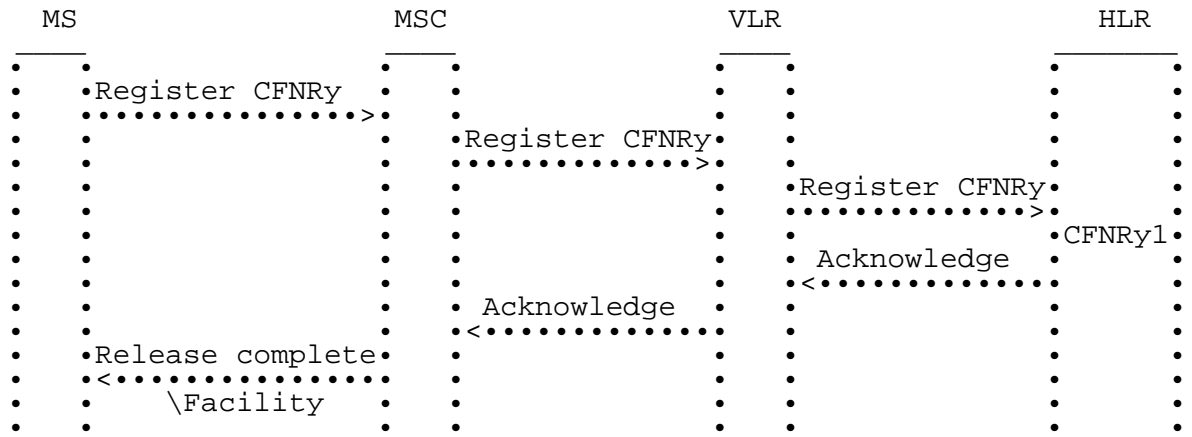 MS MSC VLR HLR
Register CFNRy
Register CFNRy
Register CFNRy
CFNRy1
Acknowledge
Acknowledge
Release complete
\Facility